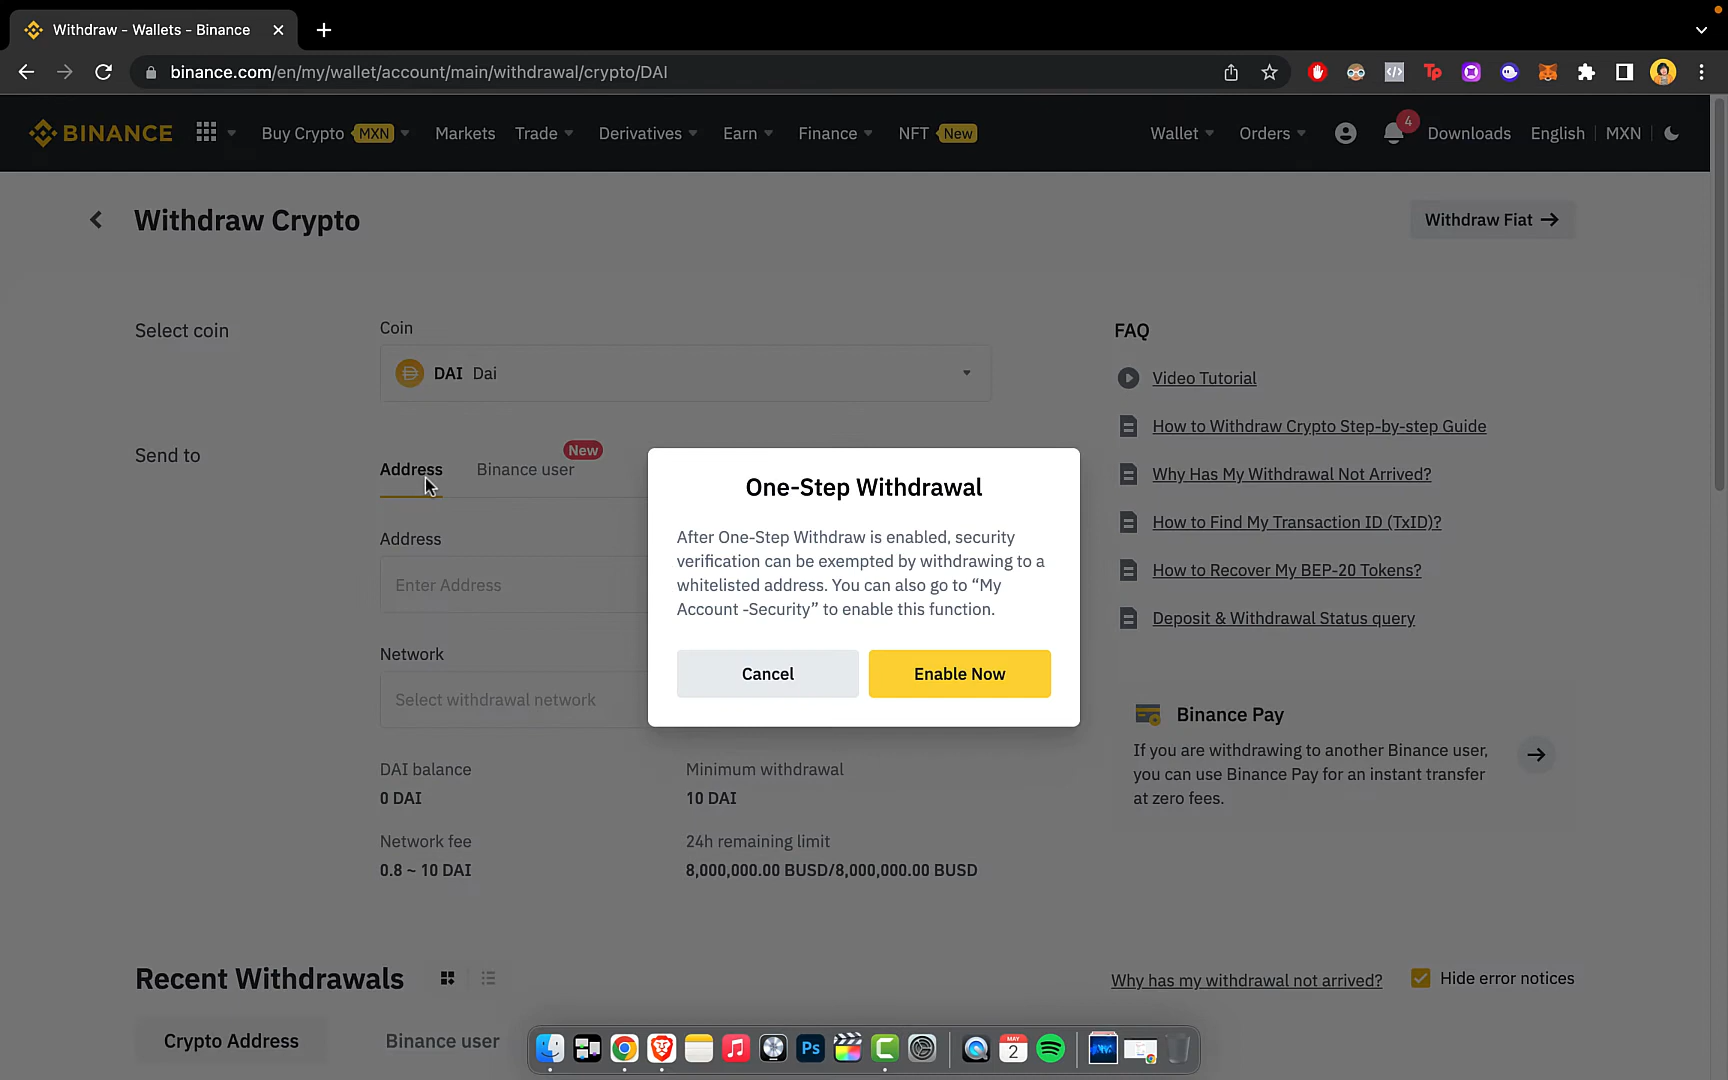 Withdraw - Wallets - Binance
binance.com/en/my/wallet/account/main/withdrawal/crypto/DAI
Tp
BINANCE
Buy Crypto MXN
Markets
Trade
Derivatives
Earn
Finance
NFT New
Wallet
Orders
4
Downloads
English
MXN
Withdraw Crypto
Withdraw Fiat
Select coin
Coin
DAI Dai
Send to
Address
Binance user
New
Address
Enter Address
Network
Select withdrawal network
DAI balance
0 DAI
Minimum withdrawal
10 DAI
Network fee
0.8 ~ 10 DAI
24h remaining limit
8,000,000.00 BUSD/8,000,000.00 BUSD
One-Step Withdrawal
After One-Step Withdraw is enabled, security
verification can be exempted by withdrawing to a
whitelisted address. You can also go to “My
Account -Security” to enable this function.
Cancel
Enable Now
FAQ
Video Tutorial
How to Withdraw Crypto Step-by-step Guide
Why Has My Withdrawal Not Arrived?
How to Find My Transaction ID (TxID)?
How to Recover My BEP-20 Tokens?
Deposit & Withdrawal Status query
Binance Pay
If you are withdrawing to another Binance user,
you can use Binance Pay for an instant transfer
at zero fees.
Recent Withdrawals
Why has my withdrawal not arrived?
Hide error notices
Crypto Address
Binance user
Ps
MAY
2